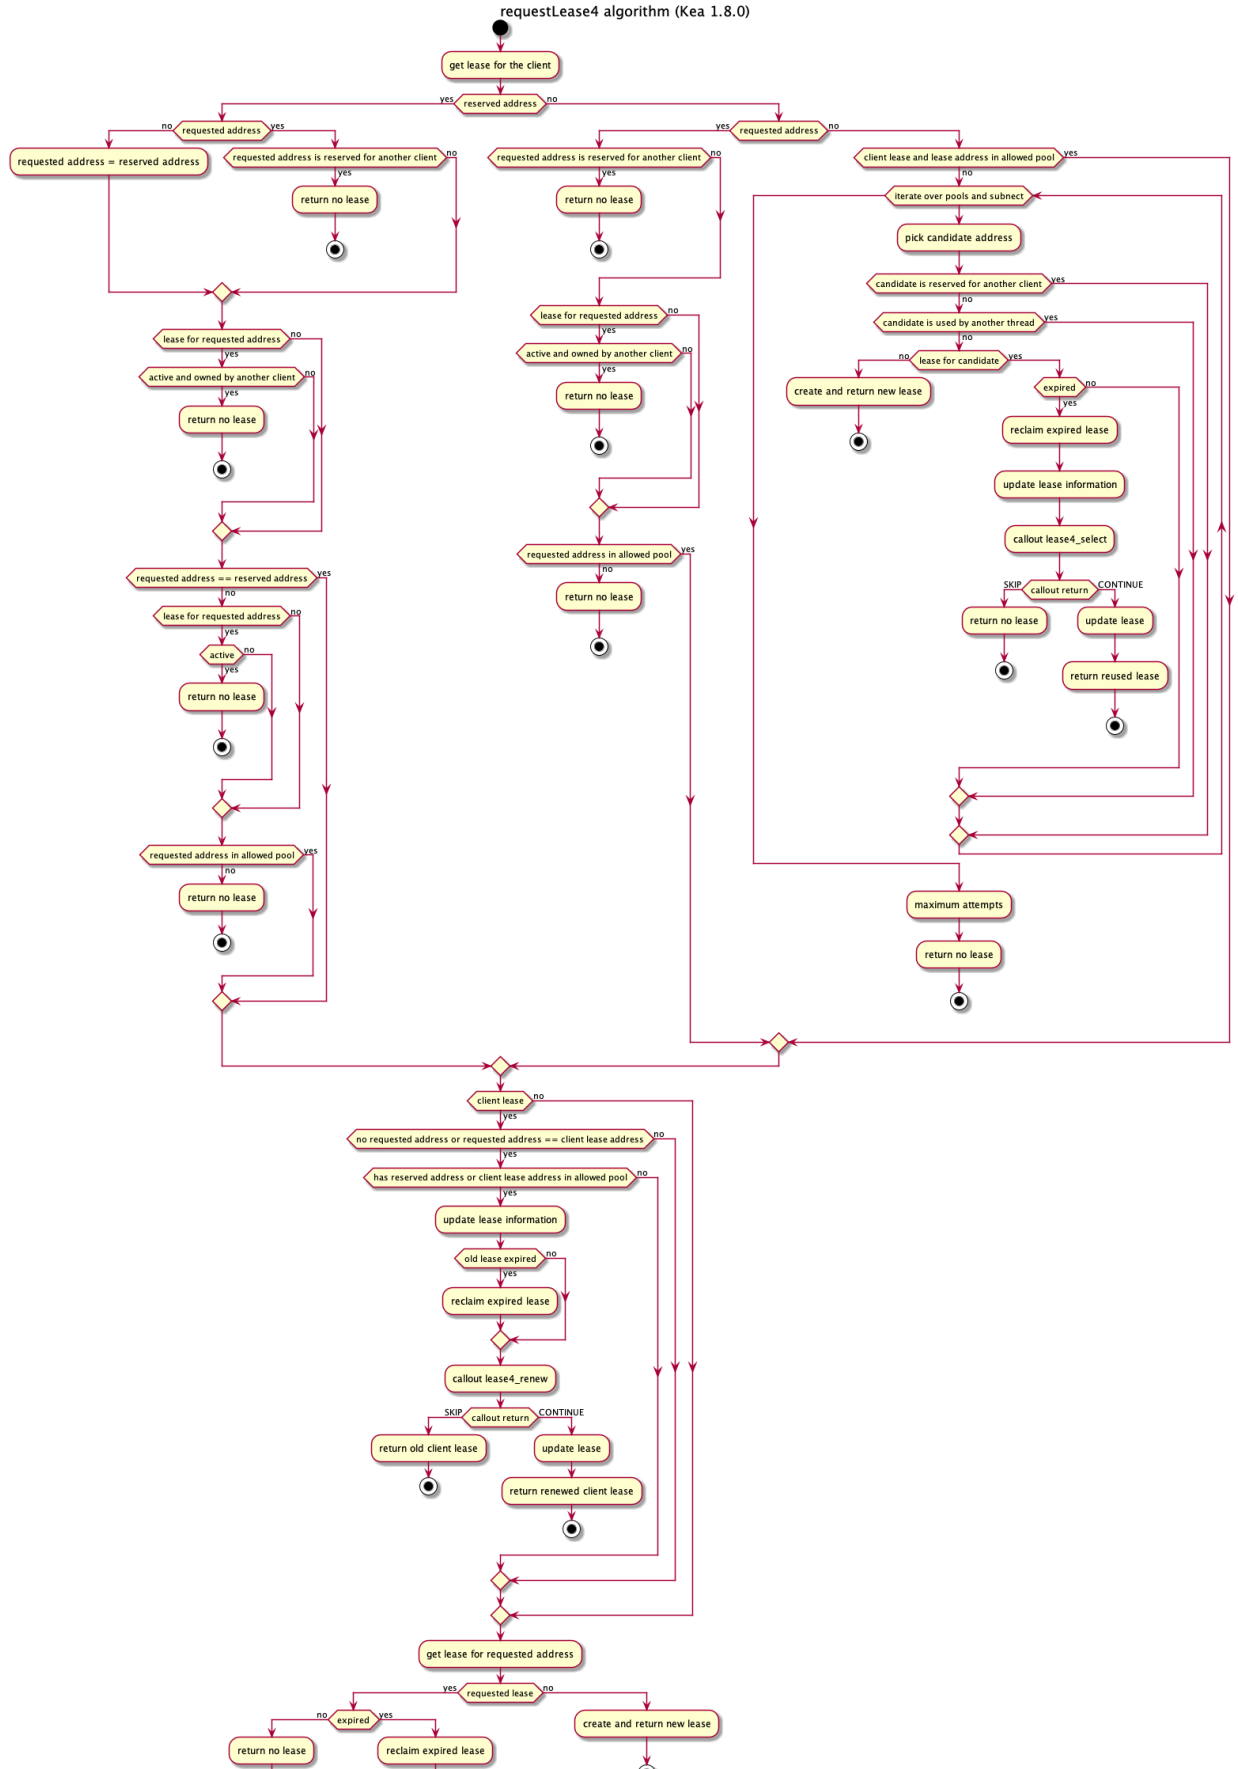 requestLease4 algorithm (Kea 1.8.0)
get lease for the client
yes
reserved address
no
no
requested address
yes
requested address = reserved address
requested address is reserved for another client
no
yes
return no lease
lease for requested address
no
yes
active and owned by another client
no
yes
return no lease
requested address == reserved address
yes
no
lease for requested address
no
yes
active
no
yes
return no lease
requested address in allowed pool
yes
no
return no lease
yes
requested address
no
requested address is reserved for another client
no
yes
return no lease
lease for requested address
no
yes
active and owned by another client
no
yes
return no lease
requested address in allowed pool
yes
no
return no lease
client lease and lease address in allowed pool
yes
no
iterate over pools and subnect
pick candidate address
candidate is reserved for another client
yes
no
candidate is used by another thread
yes
no
no
lease for candidate
yes
create and return new lease
expired
no
yes
reclaim expired lease
update lease information
callout lease4_select
SKIP
callout return
CONTINUE
return no lease
update lease
return reused lease
maximum attempts
return no lease
client lease
no
yes
no requested address or requested address == client lease address
no
yes
has reserved address or client lease address in allowed pool
no
yes
update lease information
old lease expired
no
yes
reclaim expired lease
callout lease4_renew
SKIP
callout return
CONTINUE
return old client lease
update lease
return renewed client lease
get lease for requested address
yes
requested lease
no
no
expired
yes
create and return new lease
return no lease
reclaim expired lease